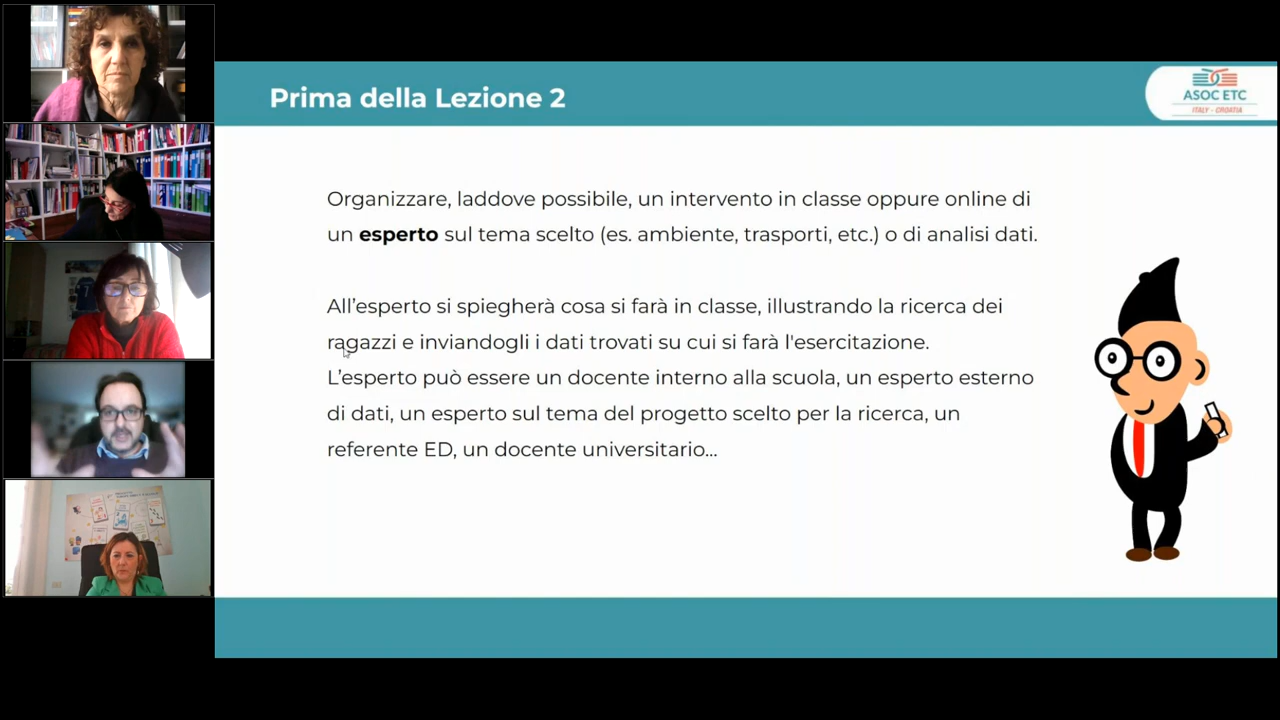 Prima della Lezione 2
ASOC ETC
ITALY - CROATIA
Organizzare, laddove possibile, un intervento in classe oppure online di
un esperto sul tema scelto (es. ambiente, trasporti, etc.) o di analisi dati.
All’esperto si spiegherà cosa si farà in classe, illustrando la ricerca dei
ragazzi e inviandogli i dati trovati su cui si farà l'esercitazione.
L’esperto può essere un docente interno alla scuola, un esperto esterno
di dati, un esperto sul tema del progetto scelto per la ricerca, un
referente ED, un docente universitario...